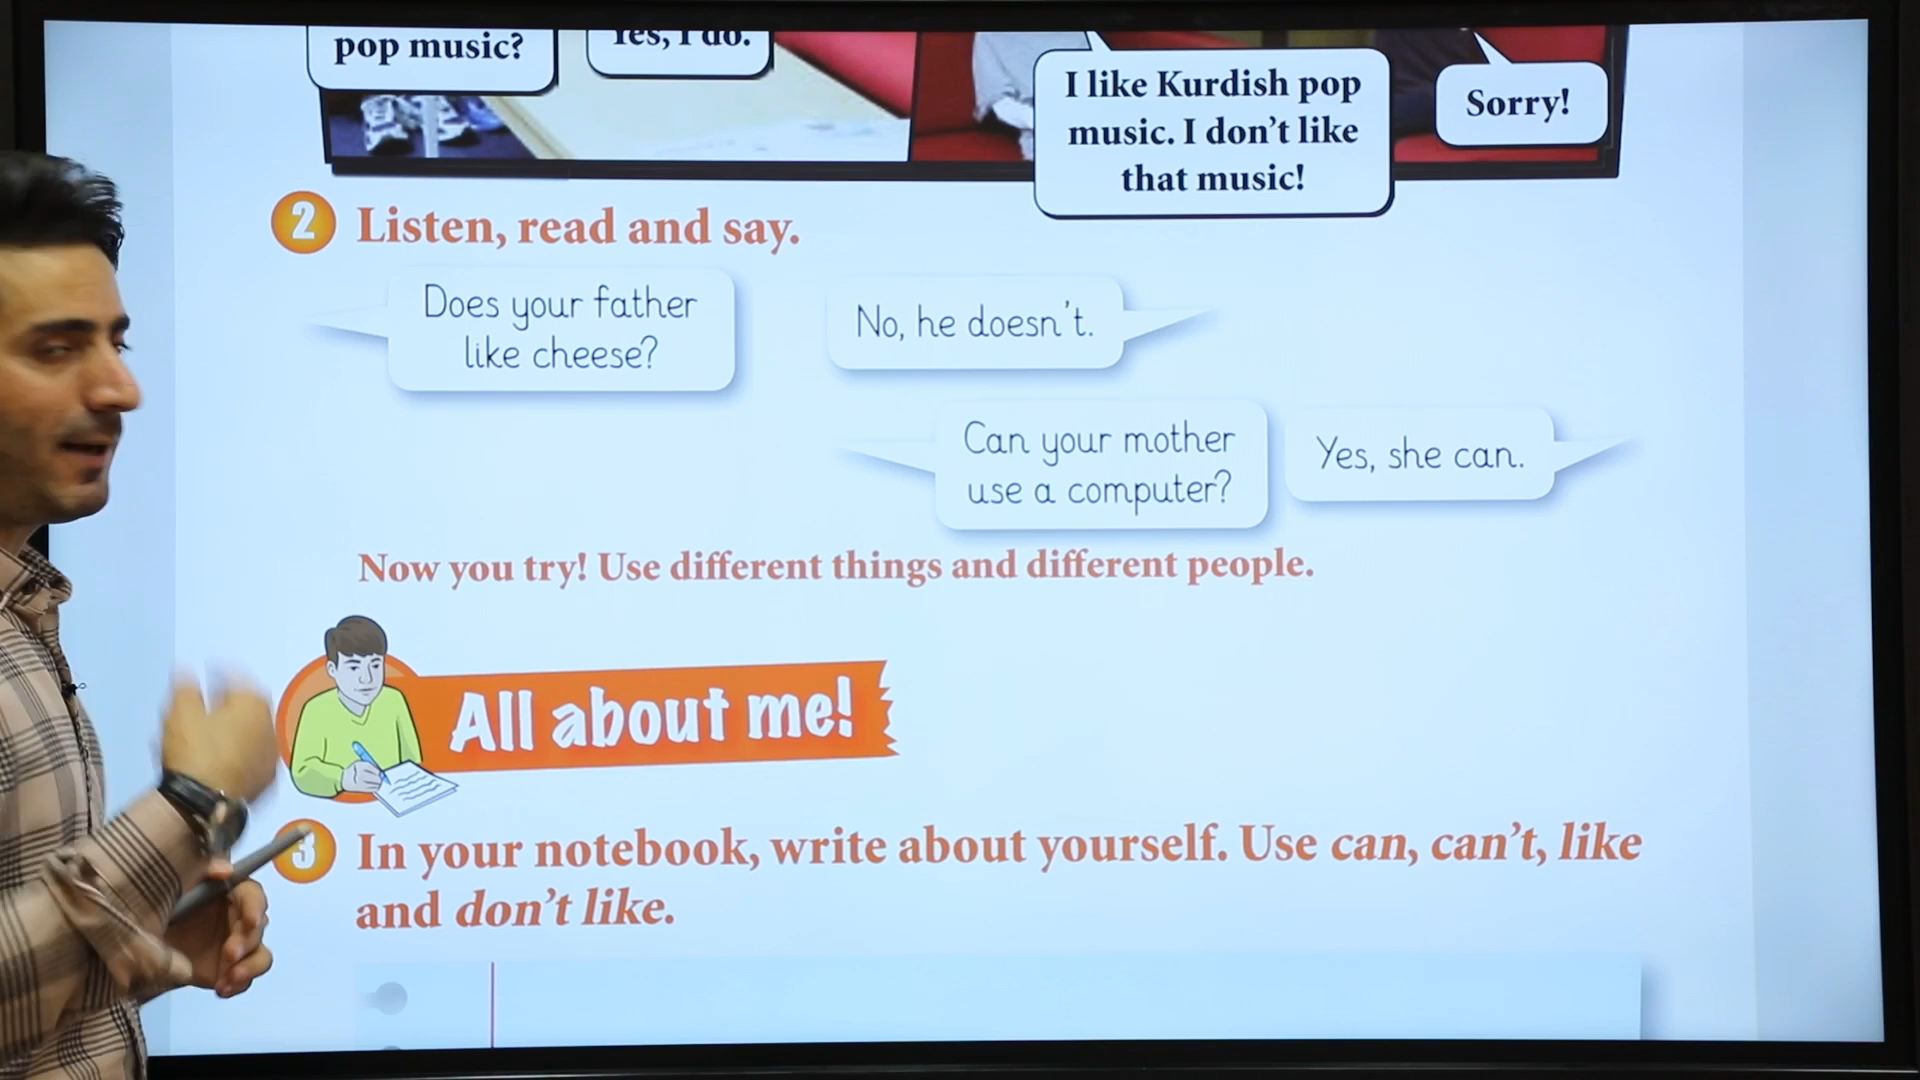 pop music?
Yes, I do.
I like Kurdish pop
music. I don't like
that music!
Sorry!
2 Listen, read and say.
Does your father
like cheese?
No, he doesn't.
Can your mother
use a computer?
Yes, she can.
Now you try! Use different things and different people.
All about me!
3 In your notebook, write about yourself. Use can, can't, like
and don't like.